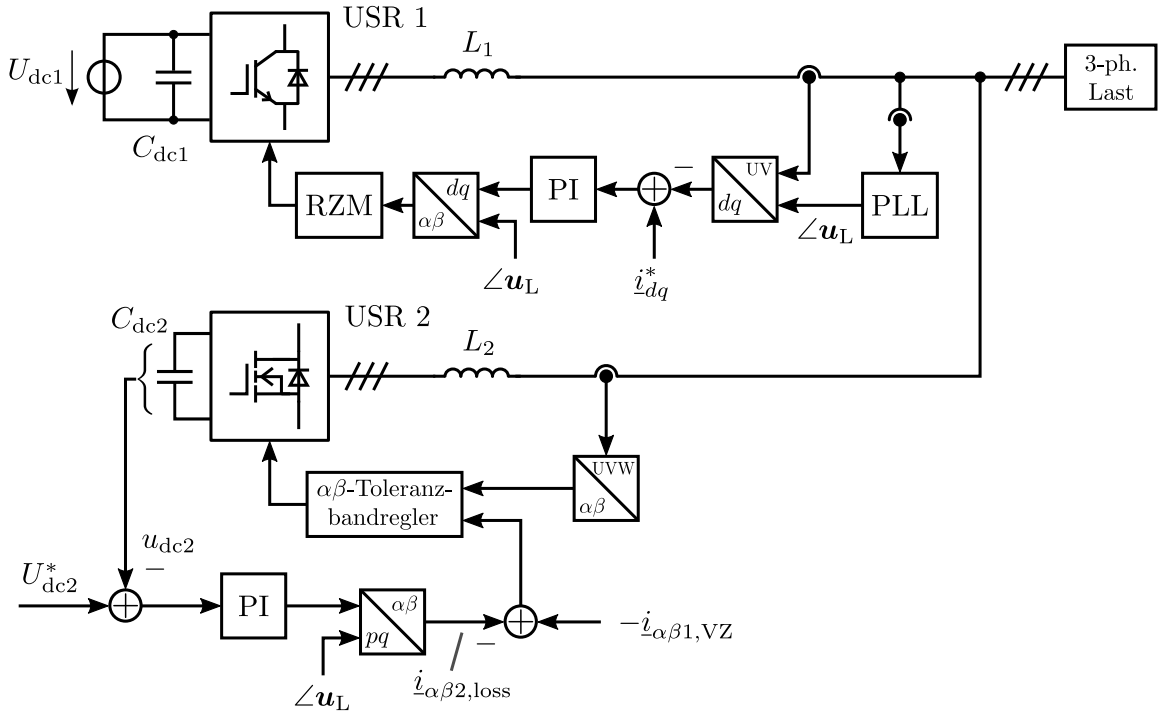 USR 1
U_dc1
C_dc1
L_1
3-ph.
Last
RZM
dq
αβ
PI
−
UV
dq
PLL
∠u_L
∠u_L
i*_dq
USR 2
C_dc2
L_2
αβ-Toleranz-
bandregler
UVW
αβ
u_dc2
−
U*_dc2
PI
αβ
pq
−
−i_αβ1,VZ
i_αβ2,loss
∠u_L